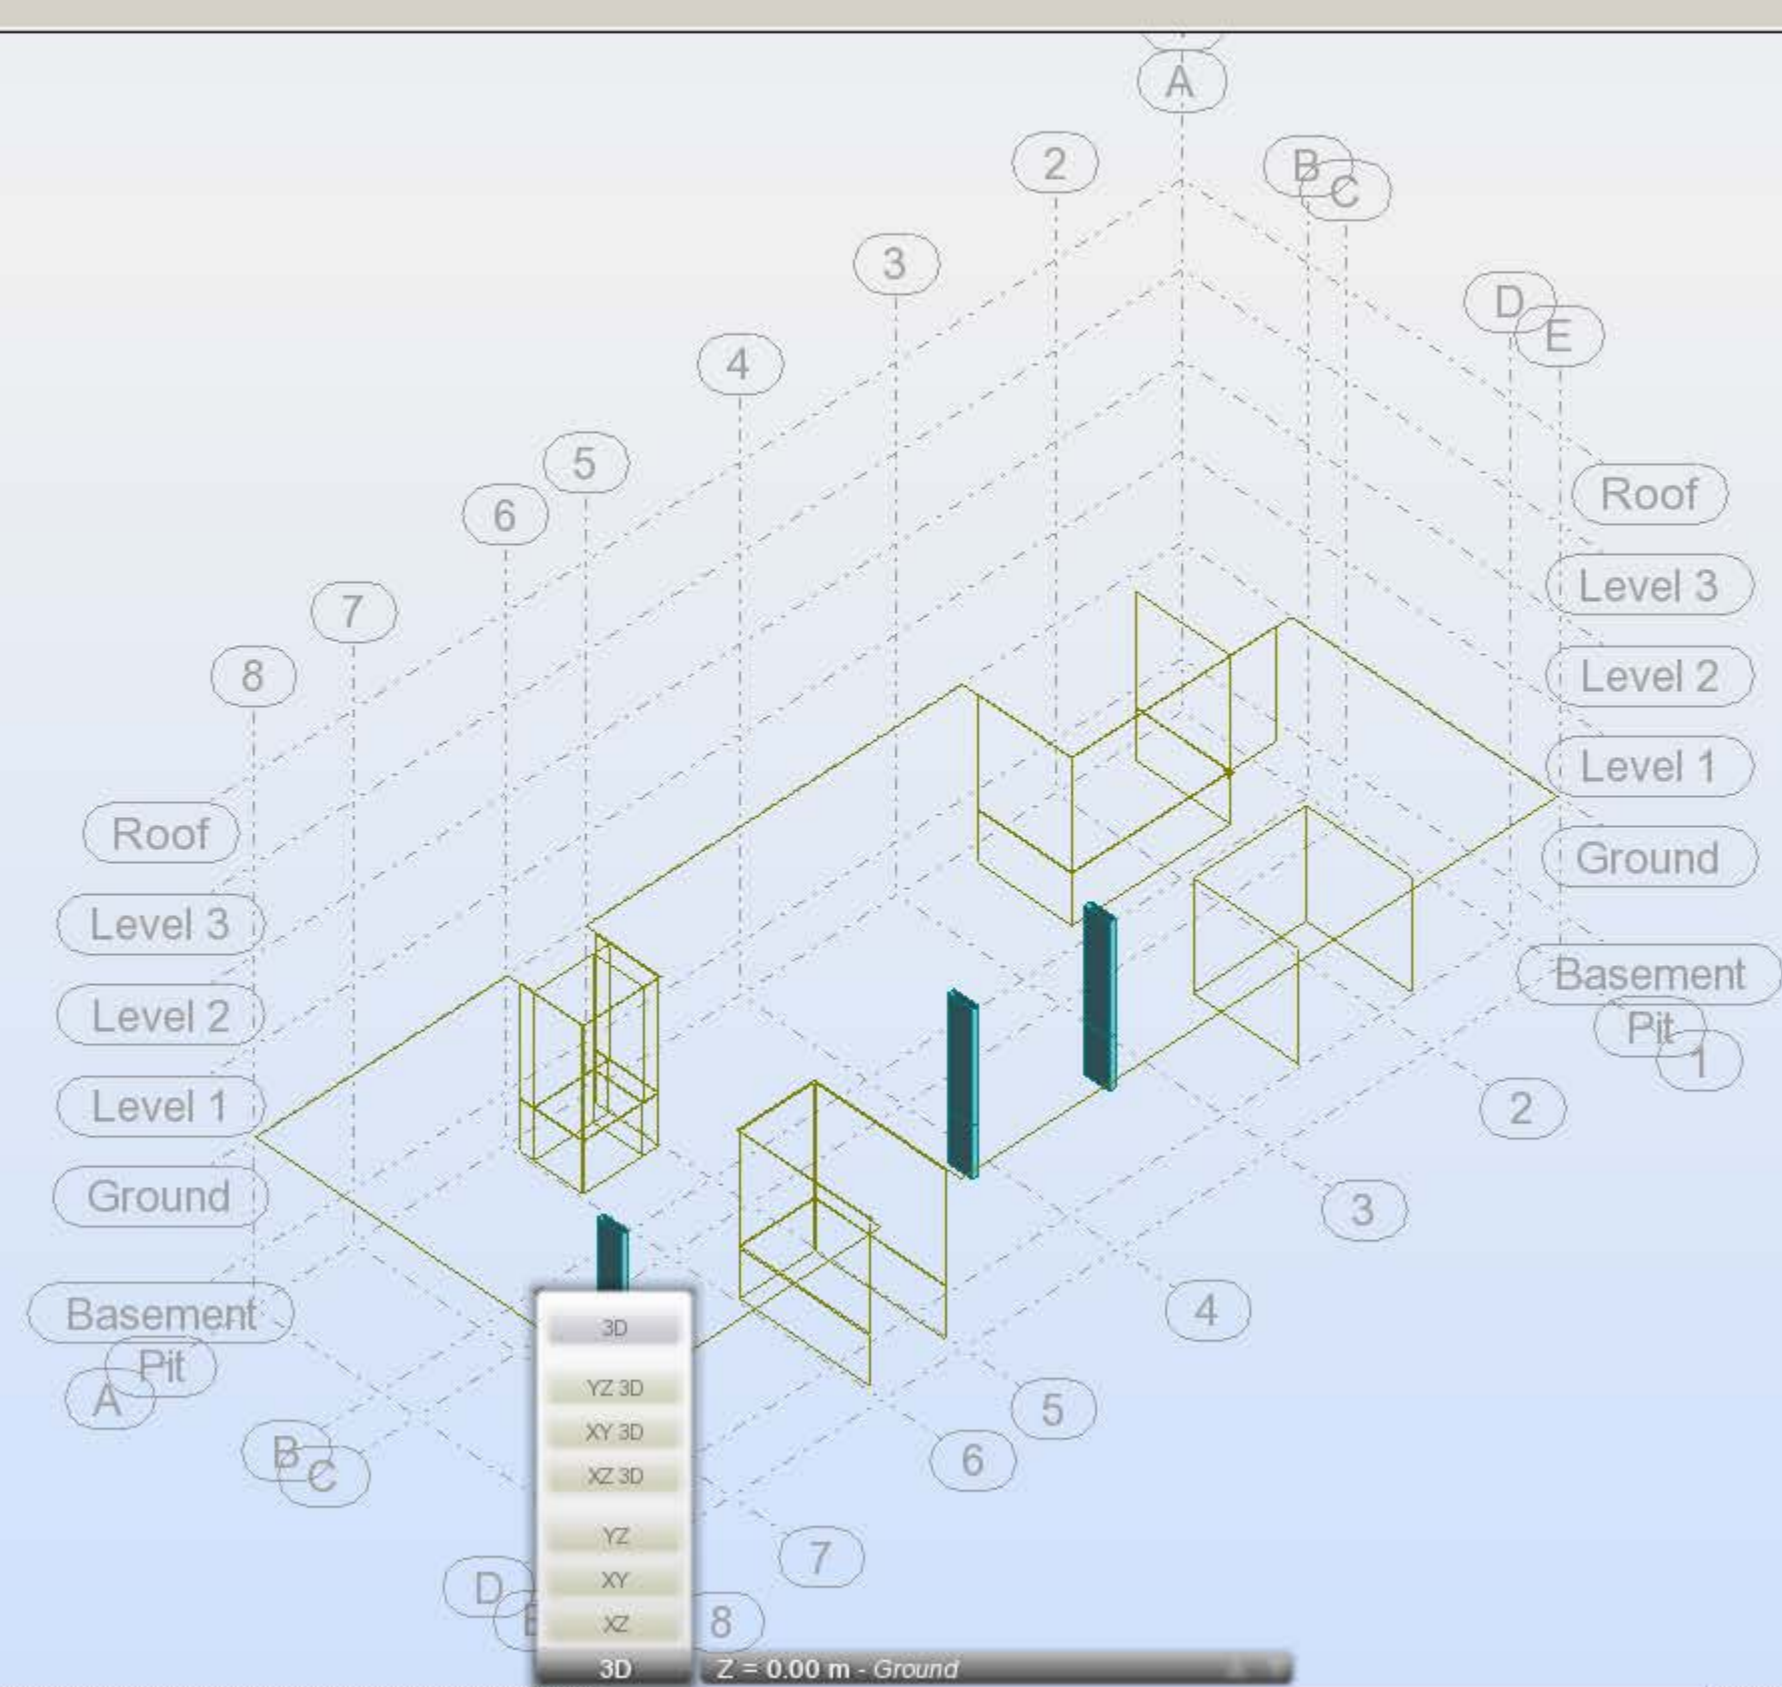 A
2
B
C
3
D
E
4
5
Roof
6
Level 3
7
8
Level 2
Level 1
Roof
Ground
Level 3
Basement
Level 2
Pit
1
Level 1
2
Ground
3
Basement
4
3D
Pit
A
YZ 3D
5
XY 3D
B
6
C
XZ 3D
YZ
7
XY
D
XZ
8
3D
Z = 0.00 m - Ground